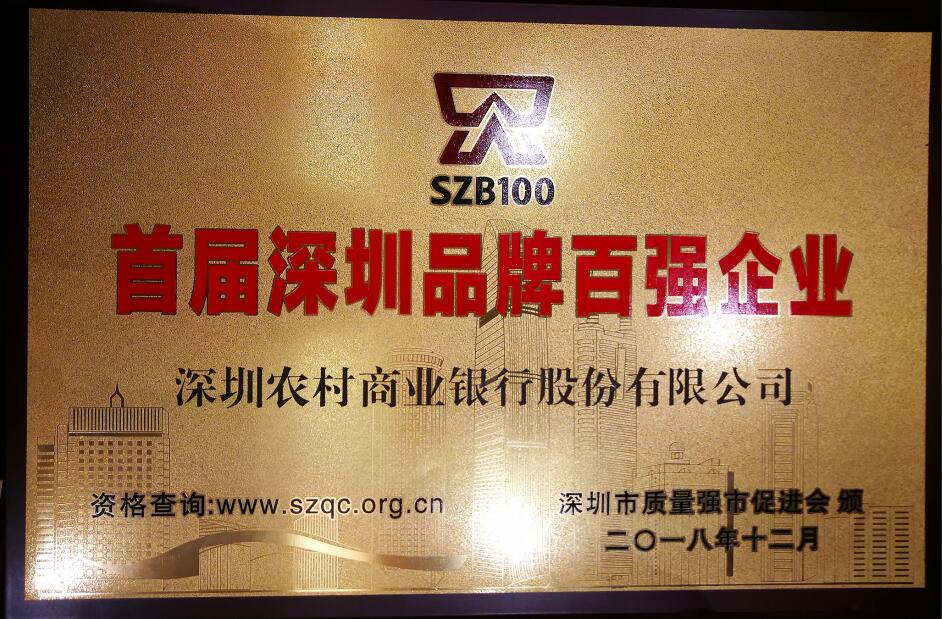 SZB100
首届深圳品牌百强企业
深圳农村商业银行股份有限公司
资格查询:www.szqc.org.cn
深圳市质量强市促进会 颁
二〇一八年十二月